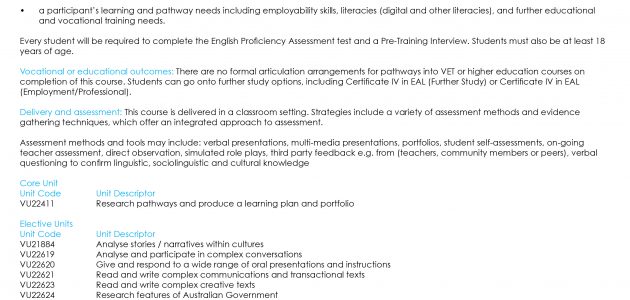 • a participant's learning and pathway needs including employability skills, literacies (digital and other literacies), and further educational
and vocational training needs.
Every student will be required to complete the English Proficiency Assessment test and a Pre-Training Interview. Students must also be at least 18
years of age.
Vocational or educational outcomes: There are no formal articulation arrangements for pathways into VET or higher education courses on
completion of this course. Students can go onto further study options, including Certificate IV in EAL (Further Study) or Certificate IV in EAL
(Employment/Professional).
Delivery and assessment: This course is delivered in a classroom setting. Strategies include a variety of assessment methods and evidence
gathering techniques, which offer an integrated approach to assessment.
Assessment methods and tools may include: verbal presentations, multi-media presentations, portfolios, student self-assessments, on-going
teacher assessment, direct observation, simulated role plays, third party feedback e.g. from (teachers, community members or peers), verbal
questioning to confirm linguistic, sociolinguistic and cultural knowledge
Core Unit
Unit Code Unit Descriptor
VU22411 Research pathways and produce a learning plan and portfolio
Elective Units
Unit Code Unit Descriptor
VU21884 Analyse stories / narratives within cultures
VU22619 Analyse and participate in complex conversations
VU22620 Give and respond to a wide range of oral presentations and instructions
VU22621 Read and write complex communications and transactional texts
VU22623 Read and write complex creative texts
VU22624 Research features of Australian Government